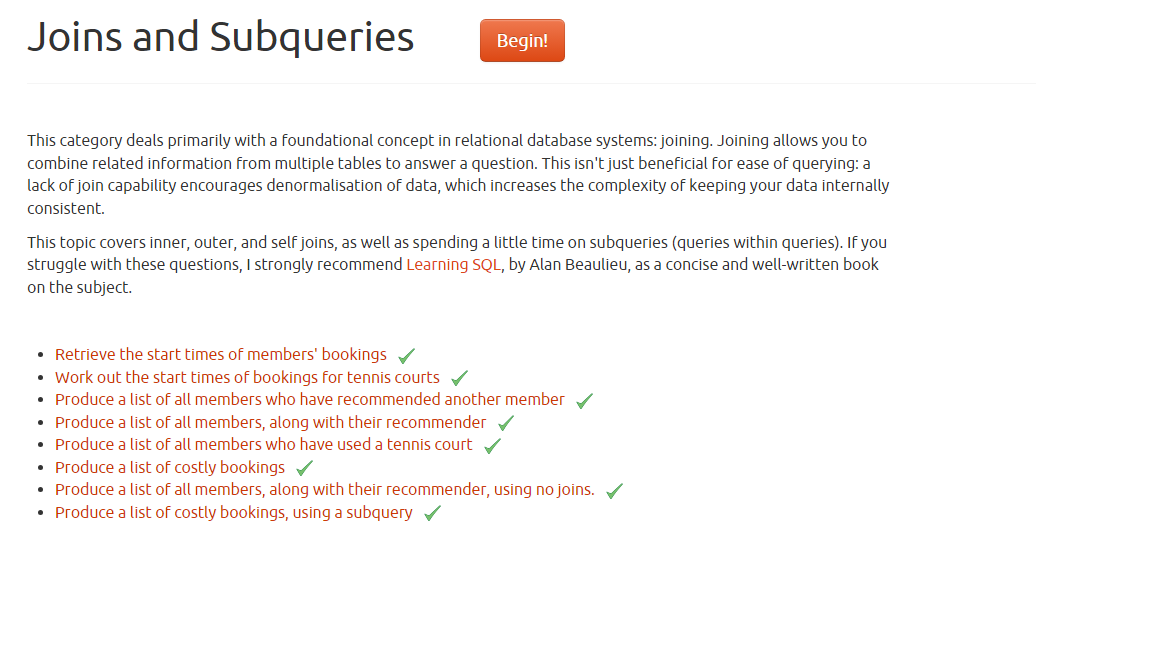 Joins and Subqueries
Begin!
This category deals primarily with a foundational concept in relational database systems: joining. Joining allows you to
combine related information from multiple tables to answer a question. This isn't just beneficial for ease of querying: a
lack of join capability encourages denormalisation of data, which increases the complexity of keeping your data internally
consistent.
This topic covers inner, outer, and self joins, as well as spending a little time on subqueries (queries within queries). If you
struggle with these questions, I strongly recommend Learning SQL, by Alan Beaulieu, as a concise and well-written book
on the subject.
Retrieve the start times of members' bookings
Work out the start times of bookings for tennis courts
Produce a list of all members who have recommended another member
Produce a list of all members, along with their recommender
Produce a list of all members who have used a tennis court
Produce a list of costly bookings
Produce a list of all members, along with their recommender, using no joins.
Produce a list of costly bookings, using a subquery